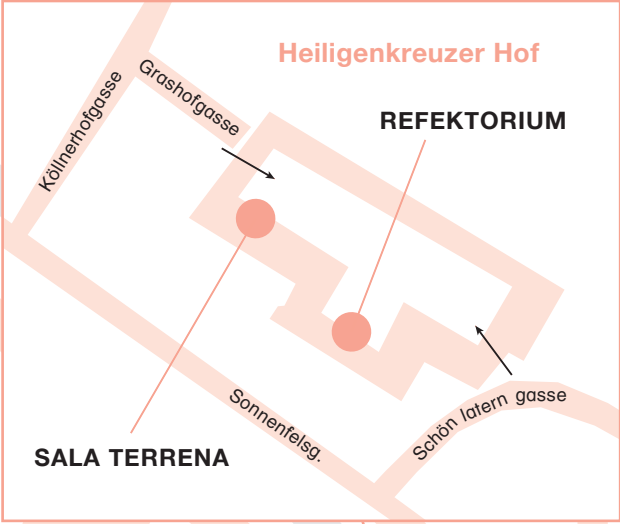 Heiligenkreuzer Hof
Grashofgasse
Köllnerhofgasse
REFEKTORIUM
SALA TERRENA
Sonnenfelsg.
Schön latern gasse